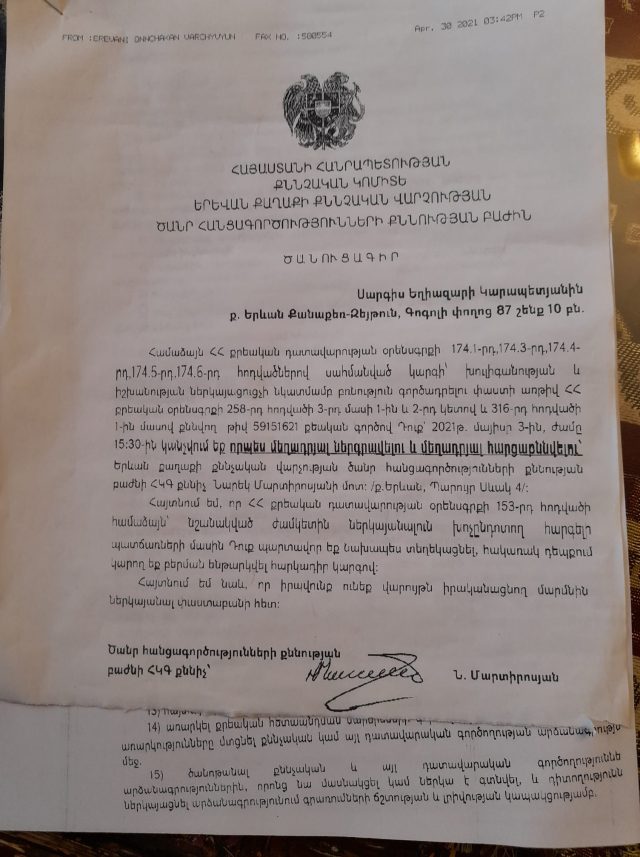 FROM :EREVANI QNNCHAKAN VARCHYUYUN FAX NO. :500554 Apr. 30 2021 03:42PM P2
ՀԱՅԱՍՏԱՆԻ ՀԱՆՐԱՊԵՏՈՒԹՅԱՆ
ՔՆՆՉԱԿԱՆ ԿՈՄԻՏԵ
ԵՐԵՎԱՆ ՔԱՂԱՔԻ ՔՆՆՉԱԿԱՆ ՎԱՐՉՈՒԹՅԱՆ
ԾԱՆՐ ՀԱՆՑԱԳՈՐԾՈՒԹՅՈՒՆՆԵՐԻ ՔՆՆՈՒԹՅԱՆ ԲԱԺԻՆ
ԾԱՆՈՒՑԱԳԻՐ
Սարգիս Եղիազարի Կարապետյանին
ք. Երևան Քանաքեռ-Զեյթուն, Գոգոլի փողոց 87 շենք 10 բն.
Համաձայն ՀՀ քրեական դատավարության օրենսգրքի 174.1-րդ,174.3-րդ,174.4-
րդ,174.5-րդ,174.6-րդ հոդվածներով սահմանված կարգի՝ խուլիգանության և
իշխանության ներկայացուցչի նկատմամբ բռնություն գործադրելու փաստի առթիվ ՀՀ
քրեական օրենսգրքի 258-րդ հոդվածի 3-րդ մասի 1-ին և 2-րդ կետով և 316-րդ հոդվածի
1-ին մասով քննվող թիվ 59151621 քեական գործով Դուք՝ 2021թ. մայիսի 3-ին, ժամը
15:30-ին կանչվում եք որպես մեղադրյալ ներգրավելու և մեղադրյալ հարցաքննվելու՝
Երևան քաղաքի քննչական վարչության ծանր հանցագործությունների քննության
բաժնի ՀԿԳ քննիչ Նարեկ Մարտիրոսյանի մոտ: /ք.Երևան, Պարույր Սևակ 4/:
Հայտնում եմ, որ ՀՀ քրեական դատավարության օրենսգրքի 153-րդ հոդվածի
համաձայն՝ նշանակված ժամկետին ներկայանալուն խոչընդոտող հարգելի
պատճառների մասին Դուք պարտավոր եք նախապես տեղեկացնել, հակառակ դեպքում
կարող եք բերման ենթարկվել հարկադիր կարգով:
Հայտնում եմ նաև, որ իրավունք ունեք վարույթն իրականացնող մարմնին
ներկայանալ փաստաբանի հետ:
Ծանր հանցագործությունների քննության
բաժնի ՀԿԳ քննիչ՝ Ն. Մարտիրոսյան
13)
14) առարկել քրեական հետապնդման
առարկությունները մտցնել քննչական կամ այլ դատավարական գործողության արձանագրության
մեջ.
15) ծանոթանալ քննչական և այլ դատավարական գործողություննե
արձանագրություններին, որոնց նա մասնակցել կամ ներկա է գտնվել, և դիտողությունն
ներկայացնել արձանագրությունում գրառումների ճշտության և լրիվության կապակցությամբ.